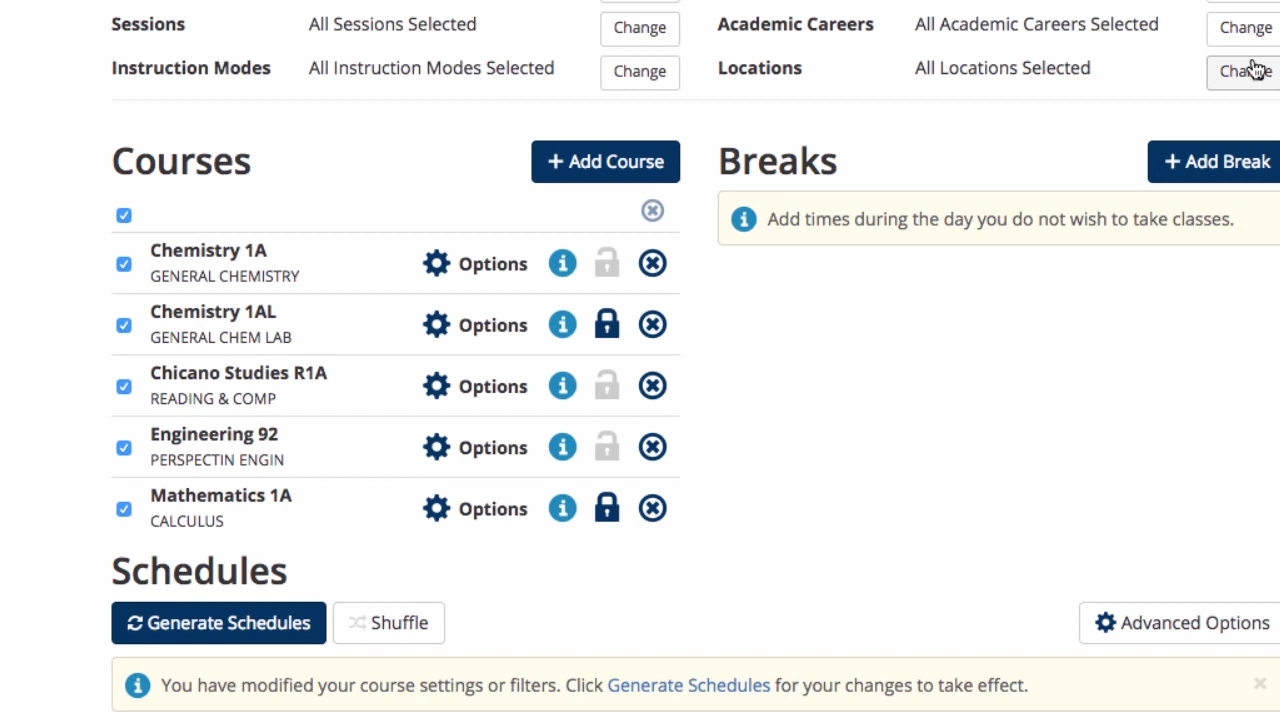 Sessions All Sessions Selected Change Academic Careers All Academic Careers Selected Change
Instruction Modes All Instruction Modes Selected Change Locations All Locations Selected Change
Courses + Add Course Breaks + Add Break
Add times during the day you do not wish to take classes.
Chemistry 1A
GENERAL CHEMISTRY
Options
Chemistry 1AL
GENERAL CHEM LAB
Options
Chicano Studies R1A
READING & COMP
Options
Engineering 92
PERSPECTIN ENGIN
Options
Mathematics 1A
CALCULUS
Options
Schedules
Generate Schedules Shuffle Advanced Options
You have modified your course settings or filters. Click Generate Schedules for your changes to take effect.